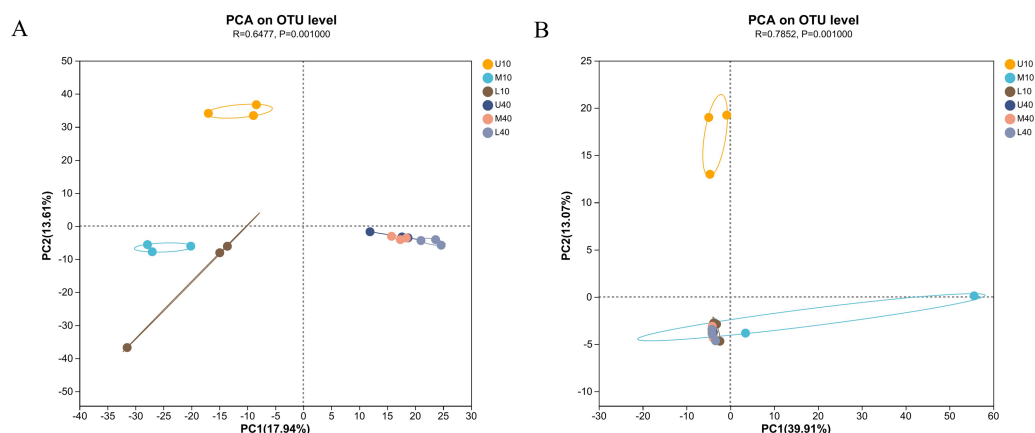 A
PCA on OTU level
R=0.6477, P=0.001000
50
40
30
20
10
0
-10
-20
-30
-40
-50
PC2(13.61%)
-40
-35
-30
-25
-20
-15
-10
-5
0
5
10
15
20
25
30
PC1(17.94%)
U10
M10
L10
U40
M40
L40
B
PCA on OTU level
R=0.7852, P=0.001000
25
20
15
10
5
0
-5
-10
PC2(13.07%)
-30
-20
-10
0
10
20
30
40
50
60
PC1(39.91%)
U10
M10
L10
U40
M40
L40